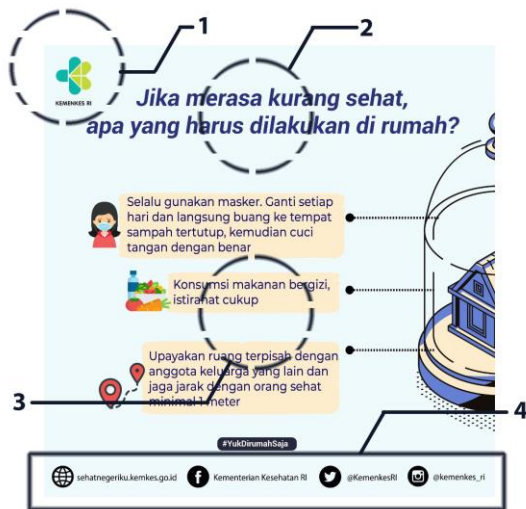 1
2
KEMENKES RI
Jika merasa kurang sehat,
apa yang harus dilakukan di rumah?
Selalu gunakan masker. Ganti setiap
hari dan langsung buang ke tempat
sampah tertutup, kemudian cuci
tangan dengan benar
Konsumsi makanan bergizi,
istirahat cukup
Upayakan ruang terpisah dengan
anggota keluarga yang lain dan
jaga jarak dengan orang sehat
minimal 1 meter
3
4
#YukDirumahSaja
sehatnegeriku.kemkes.go.id Kementerian Kesehatan RI @KemenkesRI @kemenkes_ri